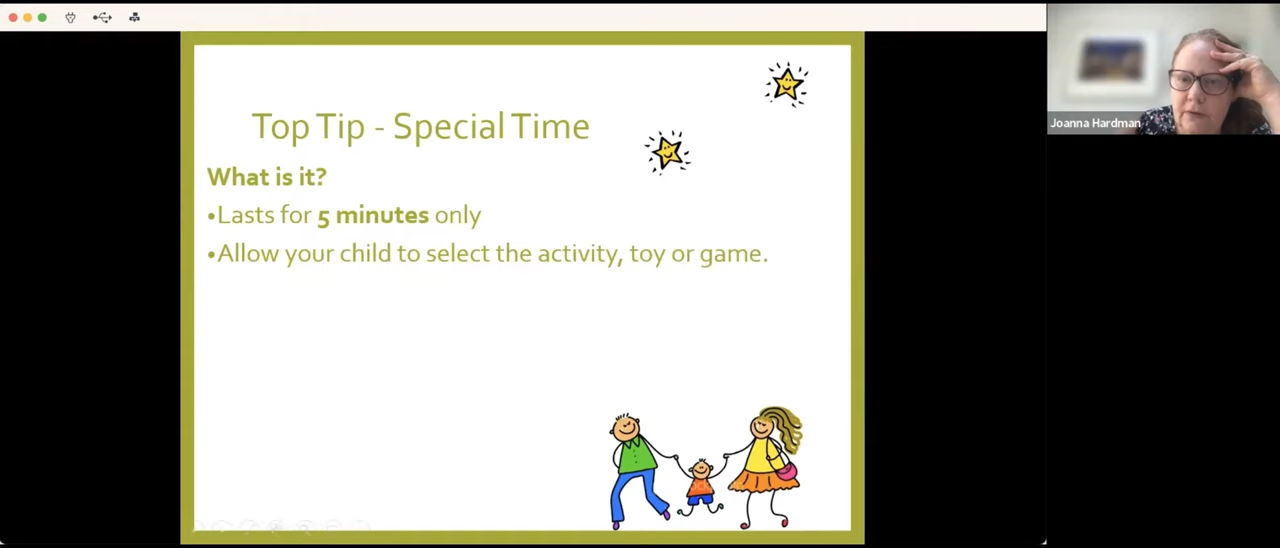 Top Tip - Special Time
What is it?
•Lasts for 5 minutes only
•Allow your child to select the activity, toy or game.
Joanna Hardman